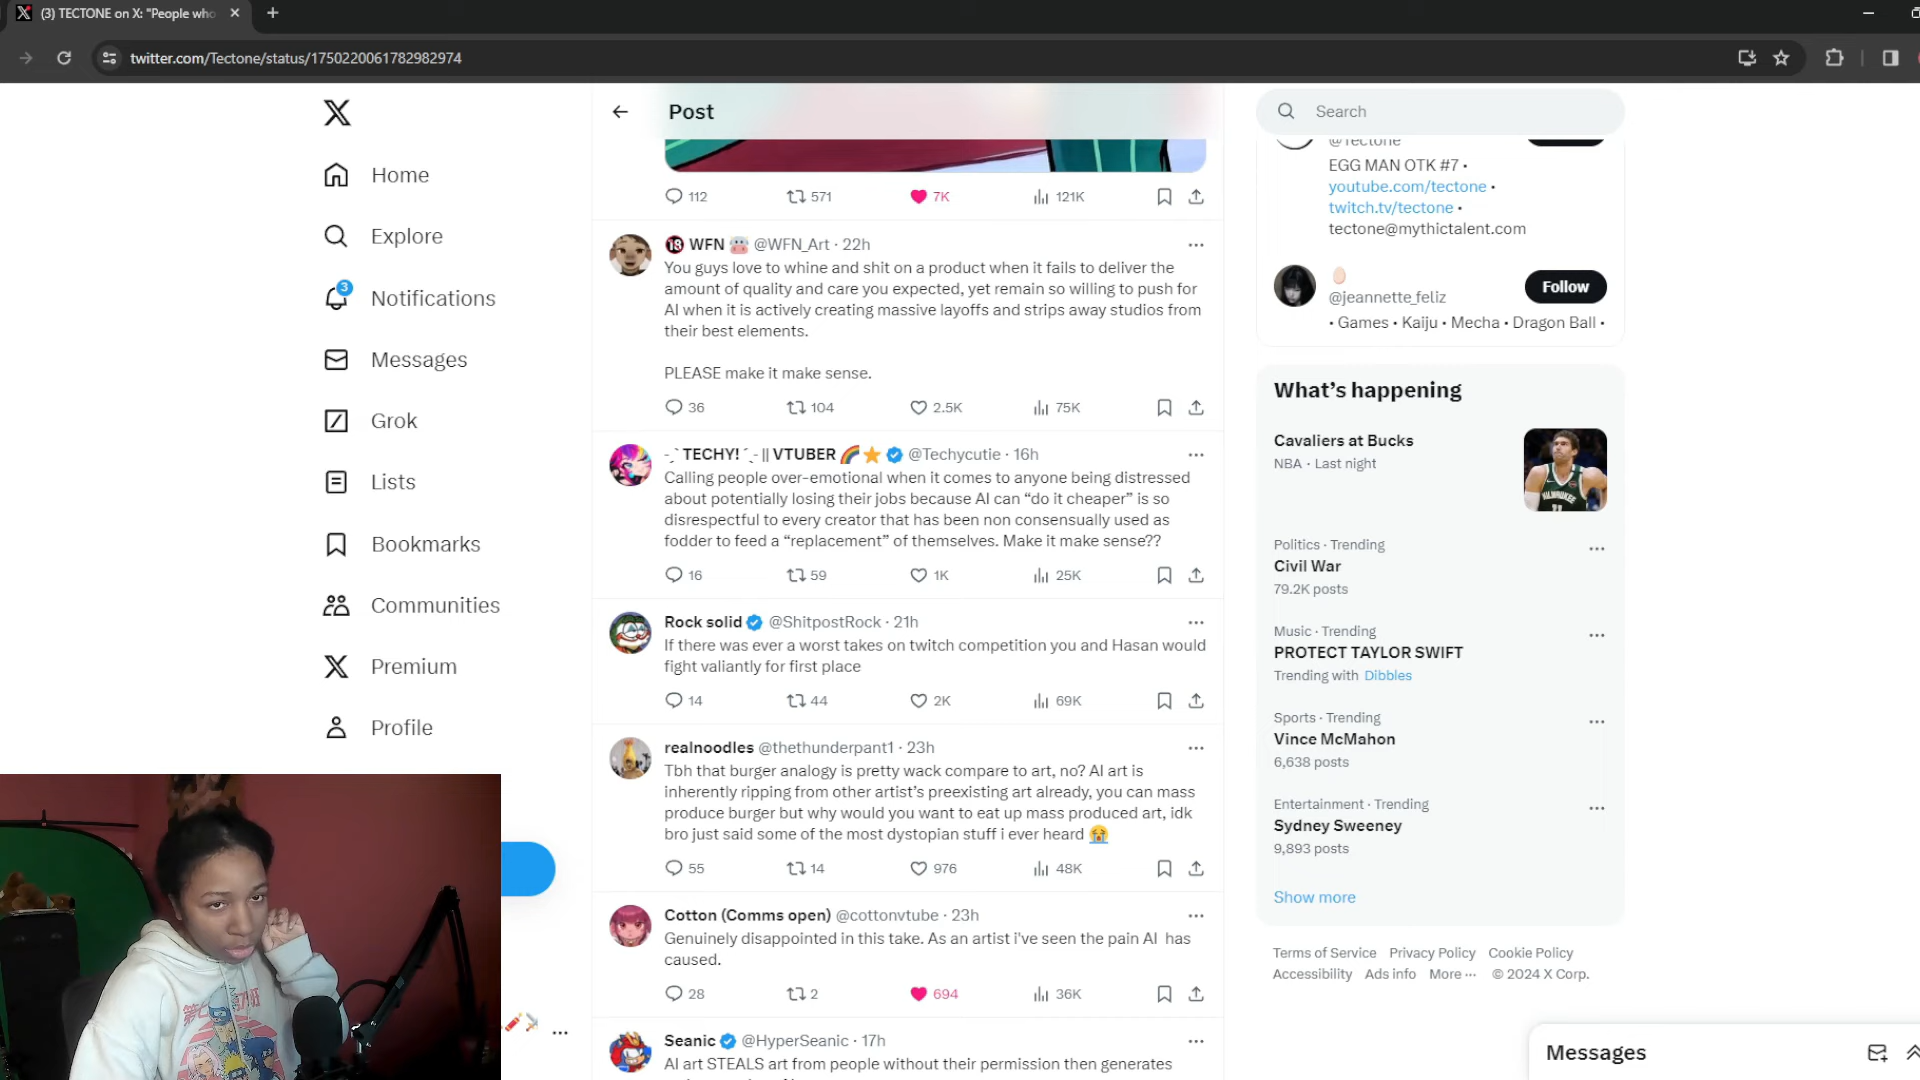 (3) TECTONE on X: "People who
twitter.com/Tectone/status/1750220061782982974
Home
Explore
3
Notifications
Messages
Grok
Lists
Bookmarks
Communities
Premium
Profile
Post
112 571 7K 121K
WFN @WFN_Art · 22h
You guys love to whine and shit on a product when it fails to deliver the
amount of quality and care you expected, yet remain so willing to push for
AI when it is actively creating massive layoffs and strips away studios from
their best elements.
PLEASE make it make sense.
36 104 2.5K 75K
TECHY! || VTUBER @Techycutie · 16h
Calling people over-emotional when it comes to anyone being distressed
about potentially losing their jobs because AI can “do it cheaper” is so
disrespectful to every creator that has been non consensually used as
fodder to feed a “replacement” of themselves. Make it make sense??
16 59 1K 25K
Rock solid @ShitpostRock · 21h
If there was ever a worst takes on twitch competition you and Hasan would
fight valiantly for first place
14 44 2K 69K
realnoodles @thethunderpant1 · 23h
Tbh that burger analogy is pretty wack compare to art, no? AI art is
inherently ripping from other artist’s preexisting art already, you can mass
produce burger but why would you want to eat up mass produced art, idk
bro just said some of the most dystopian stuff i ever heard
55 14 976 48K
Cotton (Comms open) @cottonvtube · 23h
Genuinely disappointed in this take. As an artist i've seen the pain AI has
caused.
28 2 694 36K
Seanic @HyperSeanic · 17h
AI art STEALS art from people without their permission then generates
Search
@Tectone
EGG MAN OTK #7 •
youtube.com/tectone •
twitch.tv/tectone •
tectone@mythictalent.com
@jeannette_feliz
Follow
• Games • Kaiju • Mecha • Dragon Ball •
What’s happening
Cavaliers at Bucks
NBA · Last night
Politics · Trending
Civil War
79.2K posts
Music · Trending
PROTECT TAYLOR SWIFT
Trending with Dibbles
Sports · Trending
Vince McMahon
6,638 posts
Entertainment · Trending
Sydney Sweeney
9,893 posts
Show more
Terms of Service Privacy Policy Cookie Policy
Accessibility Ads info More ··· © 2024 X Corp.
Messages